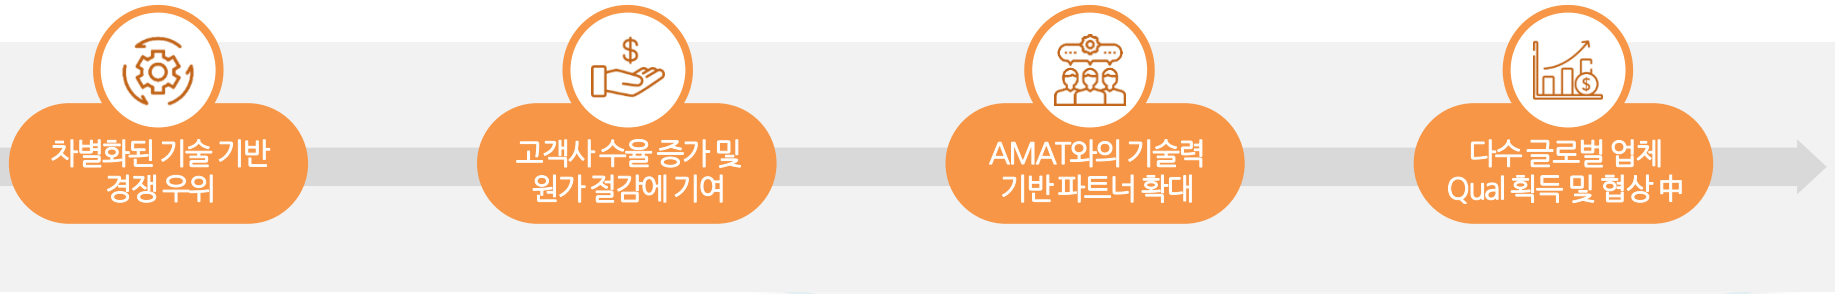 차별화된 기술 기반
경쟁 우위
고객사 수율 증가 및
원가 절감에 기여
AMAT와의 기술력
기반 파트너 확대
다수 글로벌 업체
Qual 획득 및 협상 中